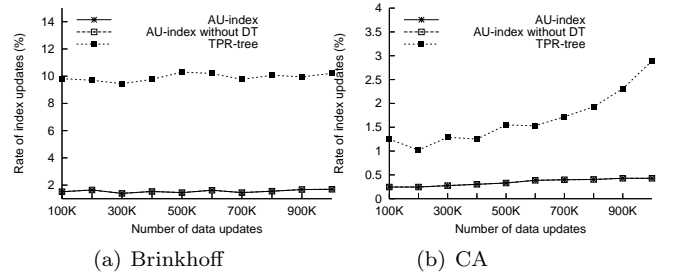 AU-index
AU-index without DT
TPR-tree
Rate of index updates (%)
14
12
10
8
6
4
2
100K 300K 500K 700K 900K
Number of data updates
(a) Brinkhoff
AU-index
AU-index without DT
TPR-tree
Rate of index updates (%)
4
3.5
3
2.5
2
1.5
1
0.5
0
100K 300K 500K 700K 900K
Number of data updates
(b) CA